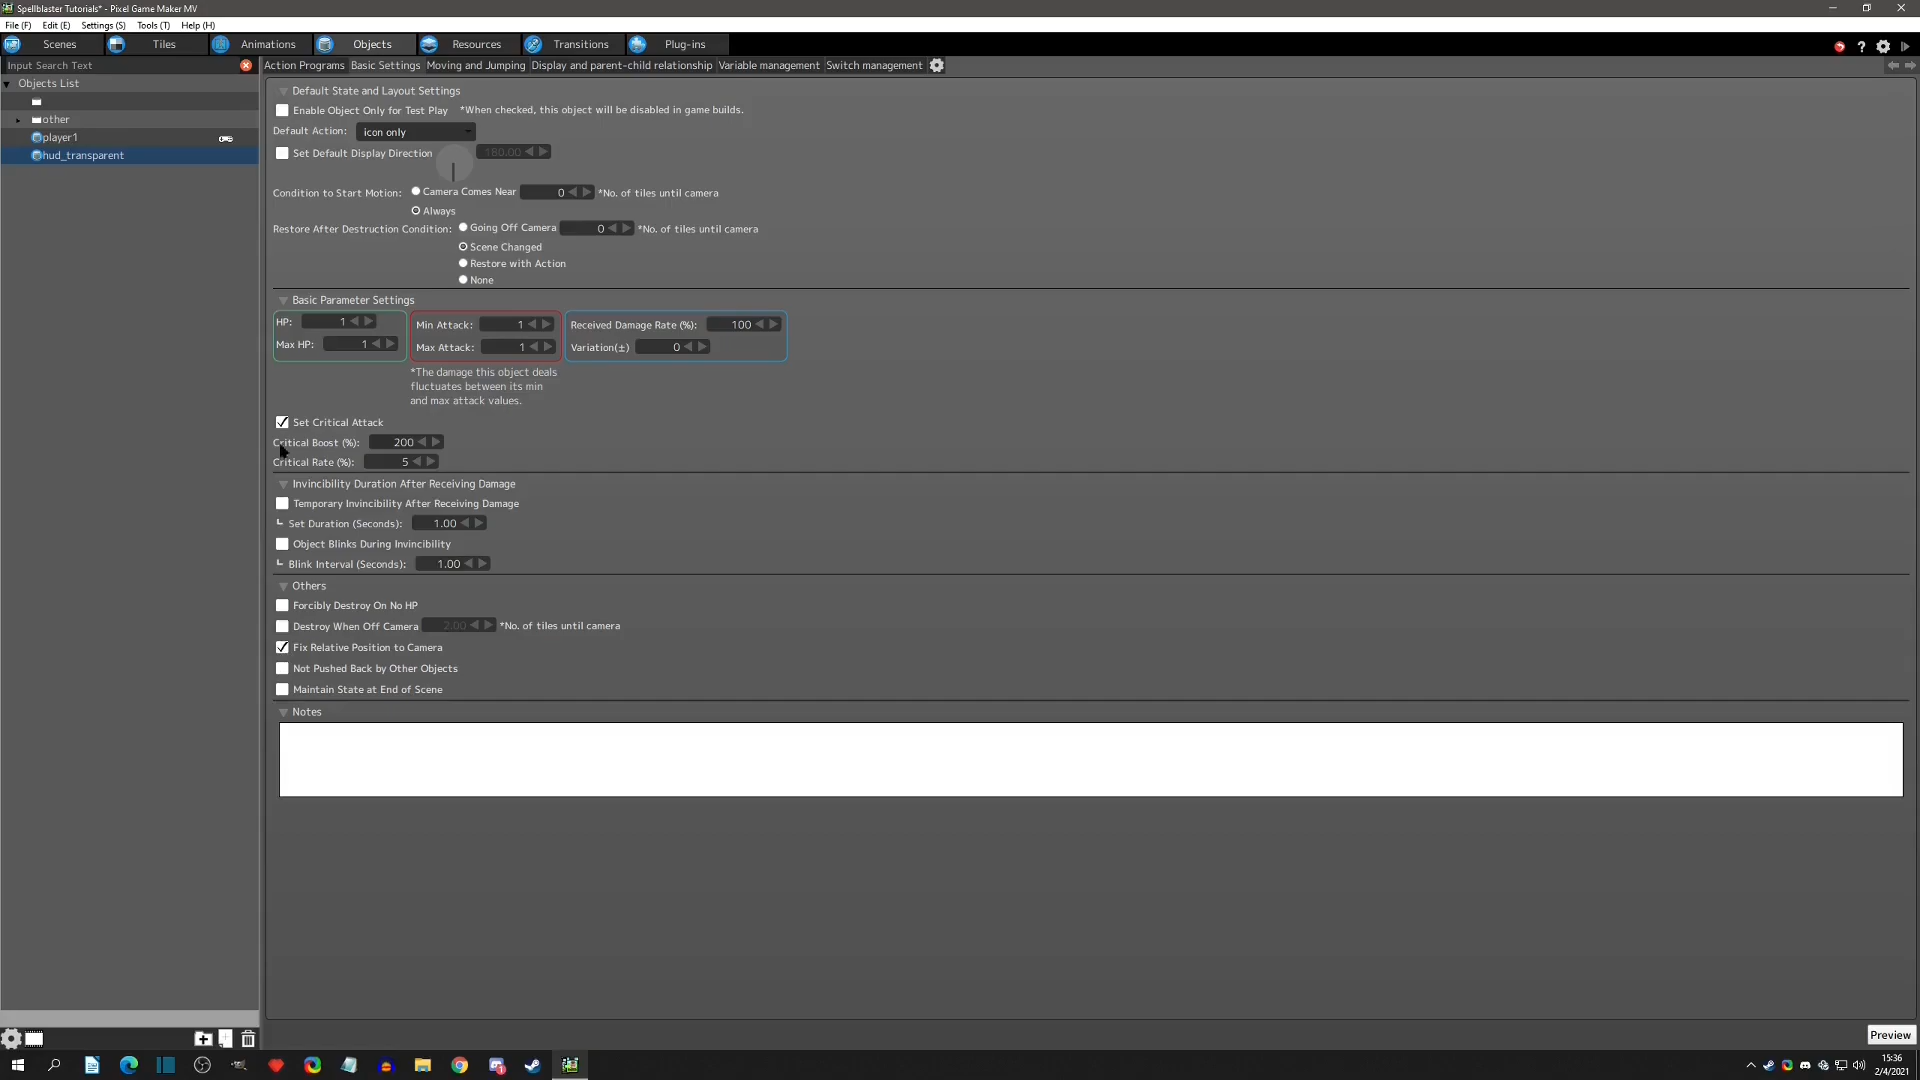 Spellblaster Tutorials* - Pixel Game Maker MV
File (F) Edit (E) Settings (S) Tools (T) Help (H)
Scenes Tiles Animations Objects Resources Transitions Plug-ins
Input Search Text
Action Programs Basic Settings Moving and Jumping Display and parent-child relationship Variable management Switch management
Objects List
other
player1
hud_transparent
Default State and Layout Settings
Enable Object Only for Test Play *When checked, this object will be disabled in game builds.
Default Action: icon only
Set Default Display Direction 180.00
Condition to Start Motion: Camera Comes Near 0 *No. of tiles until camera
Always
Restore After Destruction Condition: Going Off Camera 0 *No. of tiles until camera
Scene Changed
Restore with Action
None
Basic Parameter Settings
HP: 1 Min Attack: 1 Received Damage Rate (%): 100
Max HP: 1 Max Attack: 1 Variation(±) 0
*The damage this object deals
fluctuates between its min
and max attack values.
Set Critical Attack
Critical Boost (%): 200
Critical Rate (%): 5
Invincibility Duration After Receiving Damage
Temporary Invincibility After Receiving Damage
Set Duration (Seconds): 1.00
Object Blinks During Invincibility
Blink Interval (Seconds): 1.00
Others
Forcibly Destroy On No HP
Destroy When Off Camera 2.00 *No. of tiles until camera
Fix Relative Position to Camera
Not Pushed Back by Other Objects
Maintain State at End of Scene
Notes
Preview
15:36
2/4/2021